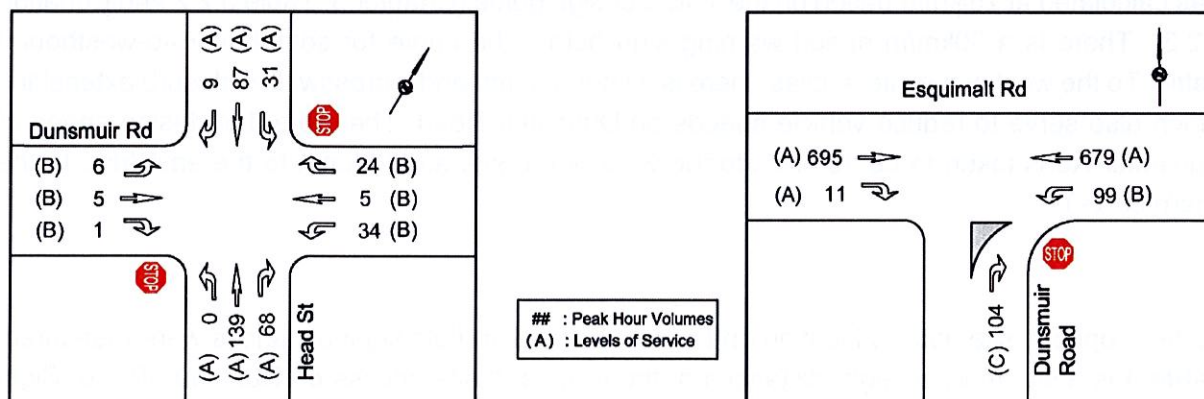 (A) 9
(A) 87
(A) 31
STOP
Dunsmuir Rd
(B) 6
(B) 5
(B) 1
24 (B)
5 (B)
34 (B)
STOP
(A) 0
(A) 139
(A) 68
Head St
## : Peak Hour Volumes
(A) : Levels of Service
Esquimalt Rd
(A) 695
(A) 11
679 (A)
99 (B)
STOP
(C) 104
Dunsmuir
Road